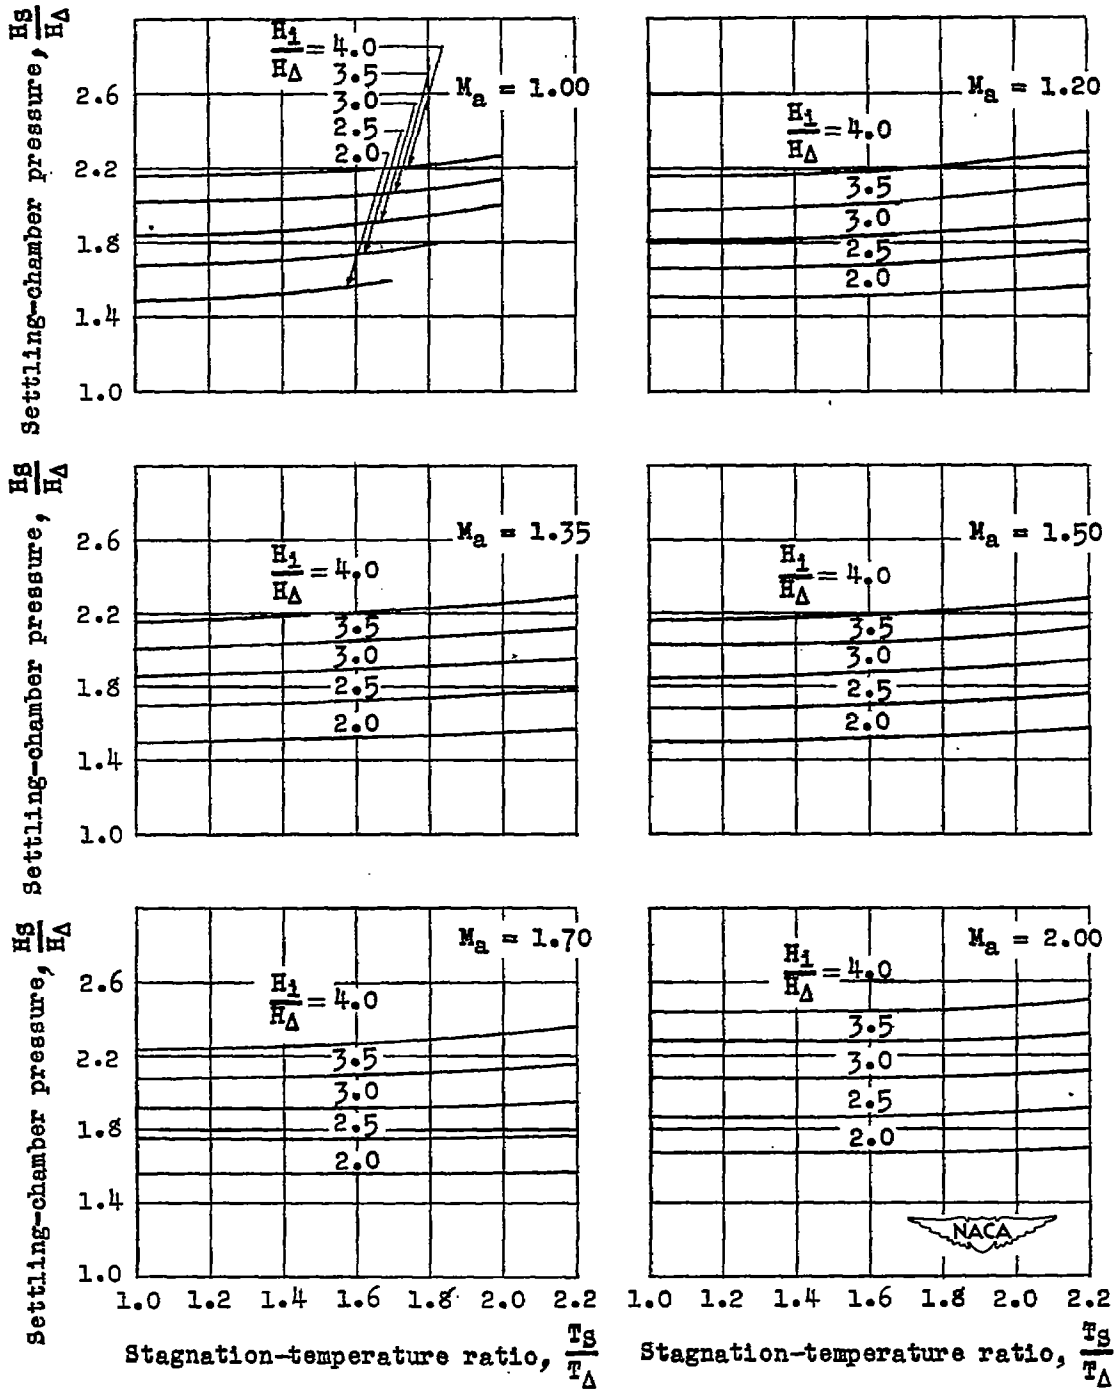 Settling-chamber pressure, HS/HΔ
Hi/HΔ = 4.0
3.5
3.0
2.5
2.0
Ma = 1.00
2.6
2.2
1.8
1.4
1.0
Ma = 1.20
Hi/HΔ = 4.0
3.5
3.0
2.5
2.0
Settling-chamber pressure, HS/HΔ
Ma = 1.35
Hi/HΔ = 4.0
3.5
3.0
2.5
2.0
2.6
2.2
1.8
1.4
1.0
Ma = 1.50
Hi/HΔ = 4.0
3.5
3.0
2.5
2.0
Settling-chamber pressure, HS/HΔ
Ma = 1.70
Hi/HΔ = 4.0
3.5
3.0
2.5
2.0
2.6
2.2
1.8
1.4
1.0
Ma = 2.00
Hi/HΔ = 4.0
3.5
3.0
2.5
2.0
NACA
1.0 1.2 1.4 1.6 1.8 2.0 2.2
1.0 1.2 1.4 1.6 1.8 2.0 2.2
Stagnation-temperature ratio, TS/TΔ
Stagnation-temperature ratio, TS/TΔ